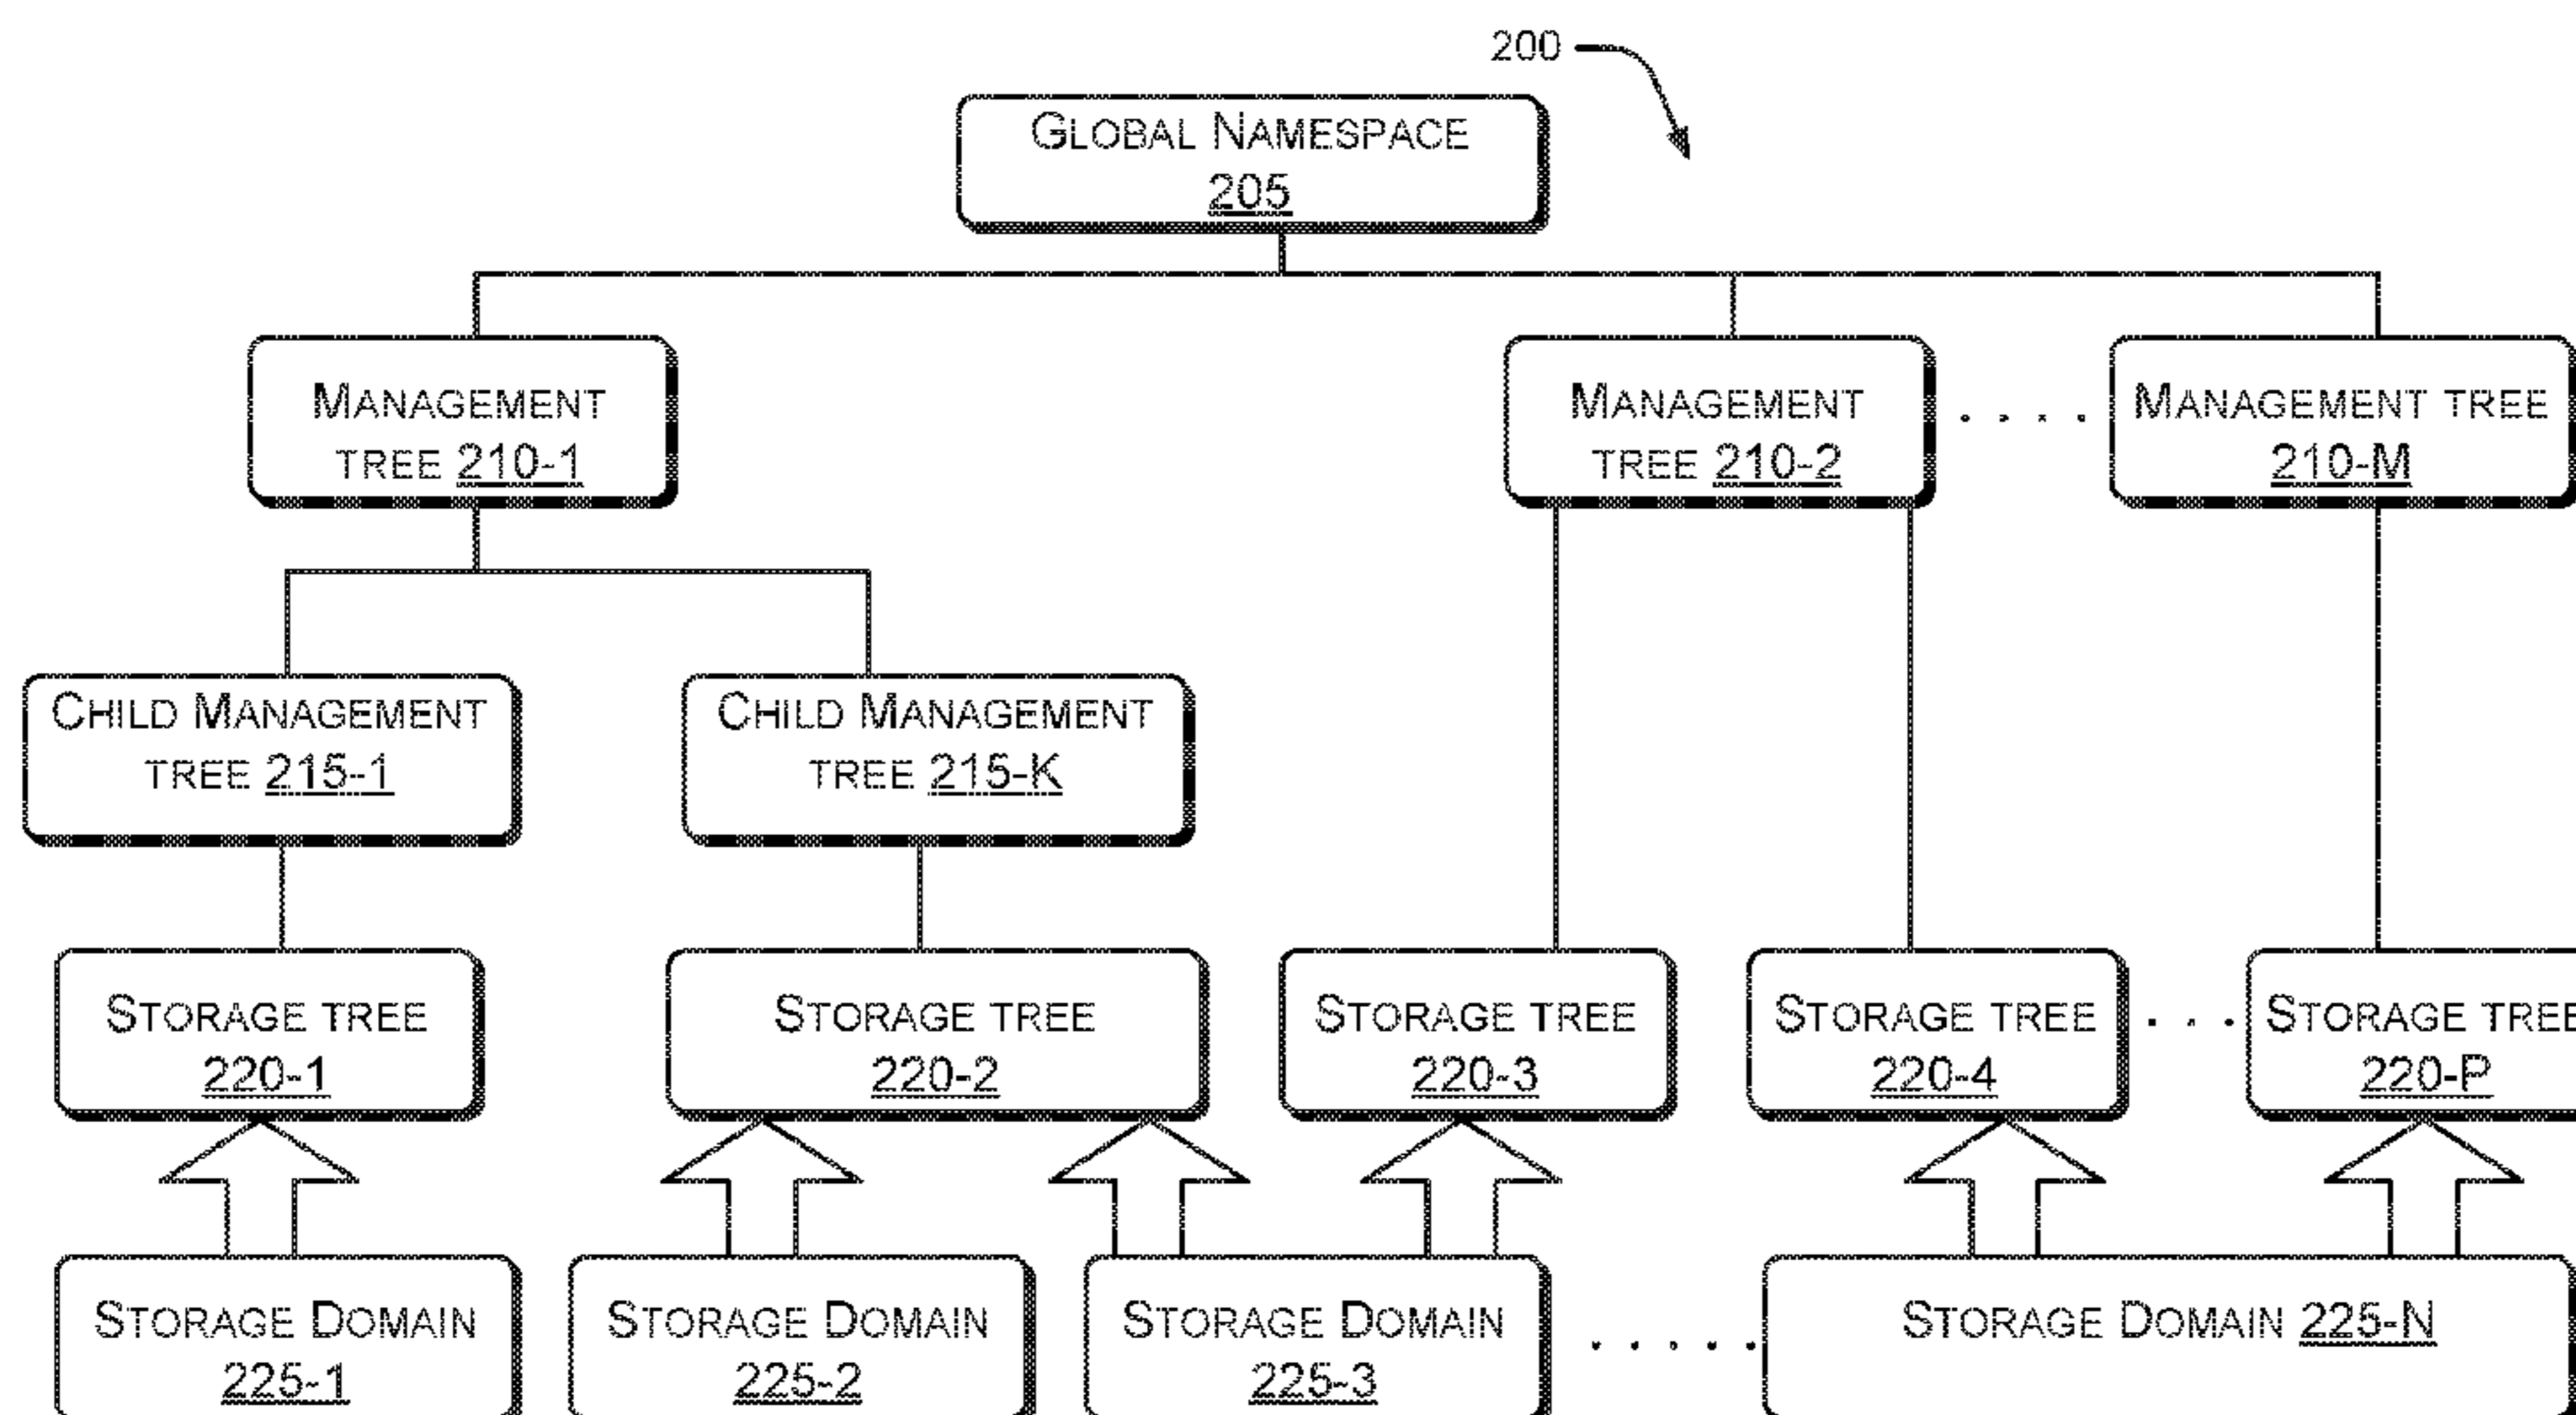 200
GLOBAL NAMESPACE
205
MANAGEMENT
TREE 210-1
MANAGEMENT
TREE 210-2
. . . .
MANAGEMENT TREE
210-M
CHILD MANAGEMENT
TREE 215-1
CHILD MANAGEMENT
TREE 215-K
STORAGE TREE
220-1
STORAGE TREE
220-2
STORAGE TREE
220-3
STORAGE TREE
220-4
. . .
STORAGE TREE
220-P
STORAGE DOMAIN
225-1
STORAGE DOMAIN
225-2
STORAGE DOMAIN
225-3
. . . . .
STORAGE DOMAIN 225-N